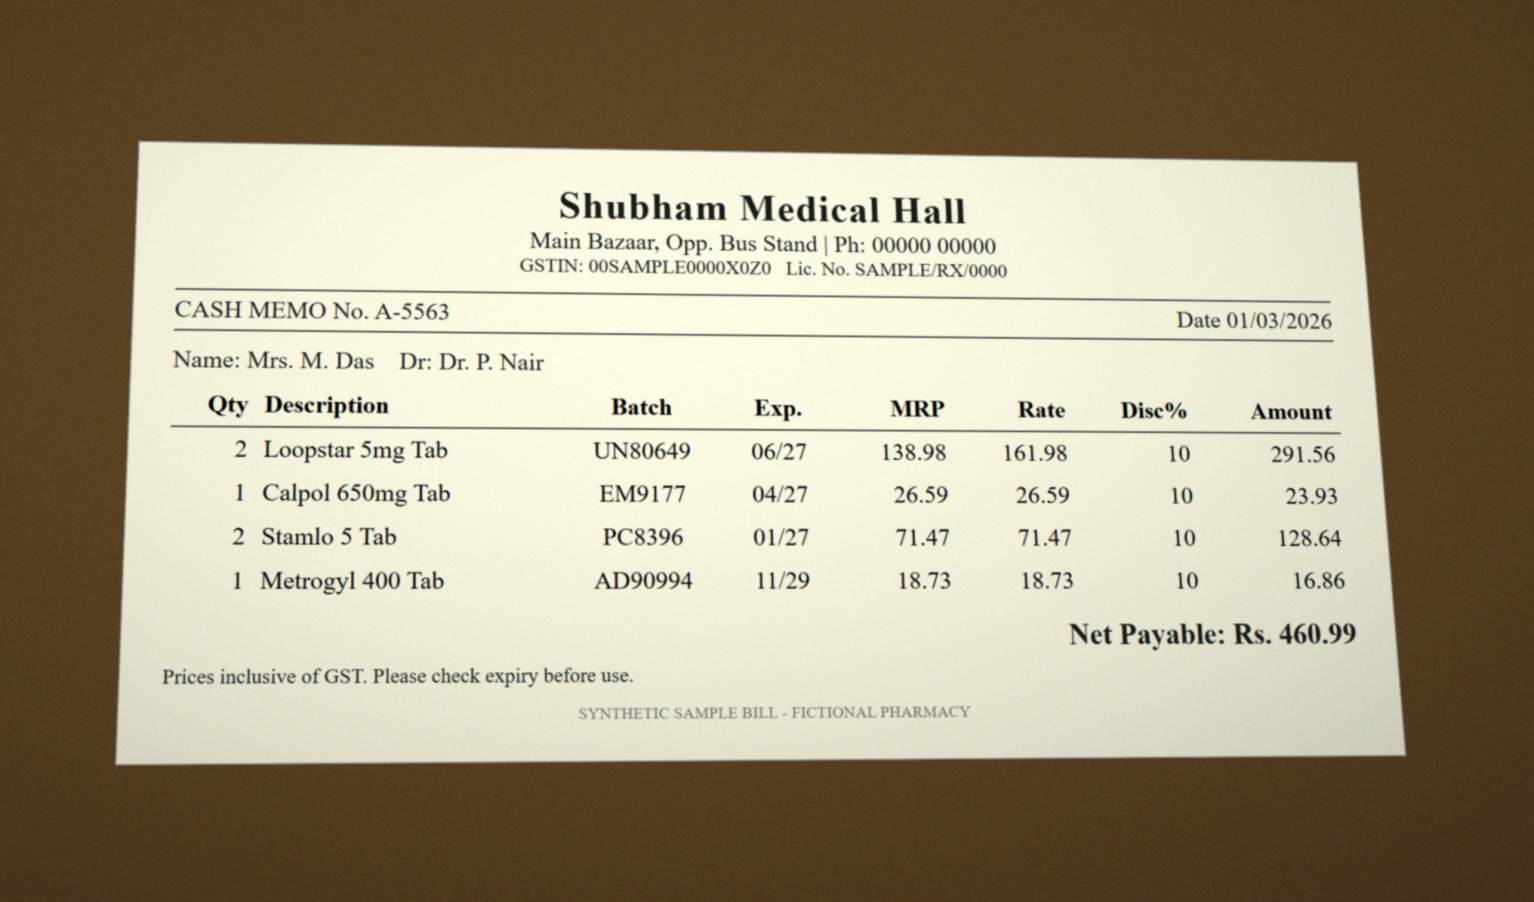 Shubham Medical Hall
Main Bazaar, Opp. Bus Stand | Ph: 00000 00000
GSTIN: 00SAMPLE0000X0Z0 Lic. No. SAMPLE/RX/0000
CASH MEMO No. A-5563 Date 01/03/2026
Name: Mrs. M. Das Dr: Dr. P. Nair
Qty Description Batch Exp. MRP Rate Disc% Amount
2 Loopstar 5mg Tab UN80649 06/27 138.98 161.98 10 291.56
1 Calpol 650mg Tab EM9177 04/27 26.59 26.59 10 23.93
2 Stamlo 5 Tab PC8396 01/27 71.47 71.47 10 128.64
1 Metrogyl 400 Tab AD90994 11/29 18.73 18.73 10 16.86
Net Payable: Rs. 460.99
Prices inclusive of GST. Please check expiry before use.
SYNTHETIC SAMPLE BILL - FICTIONAL PHARMACY